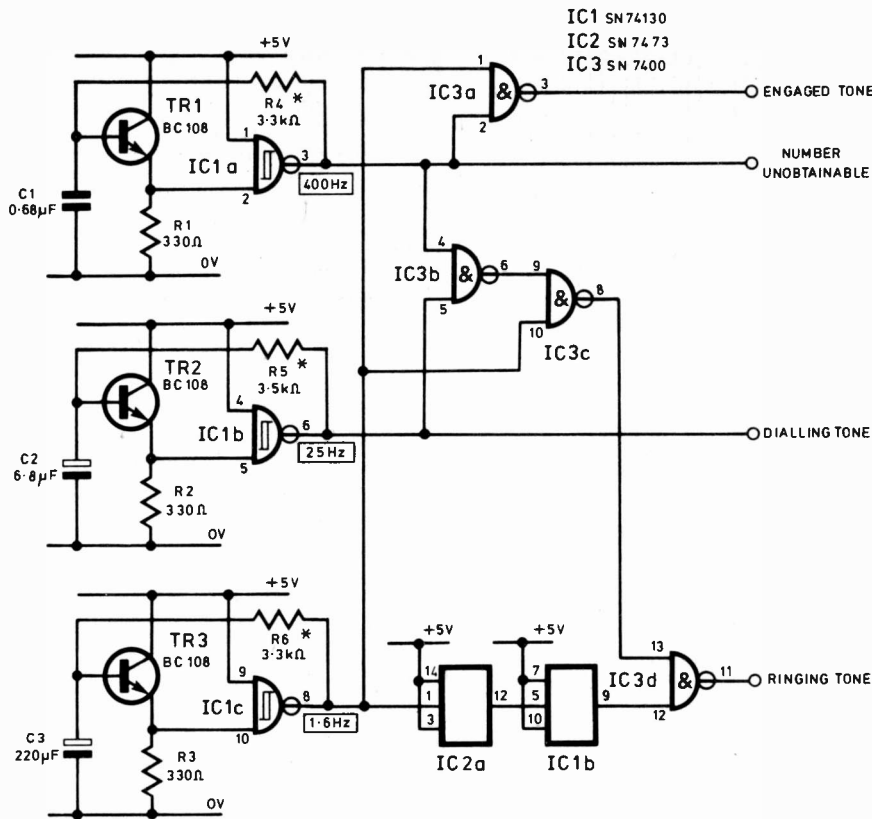 IC1 SN74130
IC2 SN7473
IC3 SN7400
+5V
R4 *
3·3kΩ
TR1
BC108
IC1a
1
2
3
400Hz
C1
0·68µF
R1
330Ω
0V
1
2
IC3a
&
3
ENGAGED TONE
NUMBER
UNOBTAINABLE
4
5
IC3b
&
6
9
10
&
8
IC3c
+5V
R5 *
3·5kΩ
TR2
BC108
IC1b
4
5
6
25Hz
C2
6·8µF
R2
330Ω
0V
DIALLING TONE
+5V
R6 *
3·3kΩ
TR3
BC108
IC1c
9
10
8
1·6Hz
C3
220µF
R3
330Ω
0V
+5V
14
1
3
12
IC2a
+5V
7
5
10
9
IC1b
13
12
IC3d
&
11
RINGING TONE